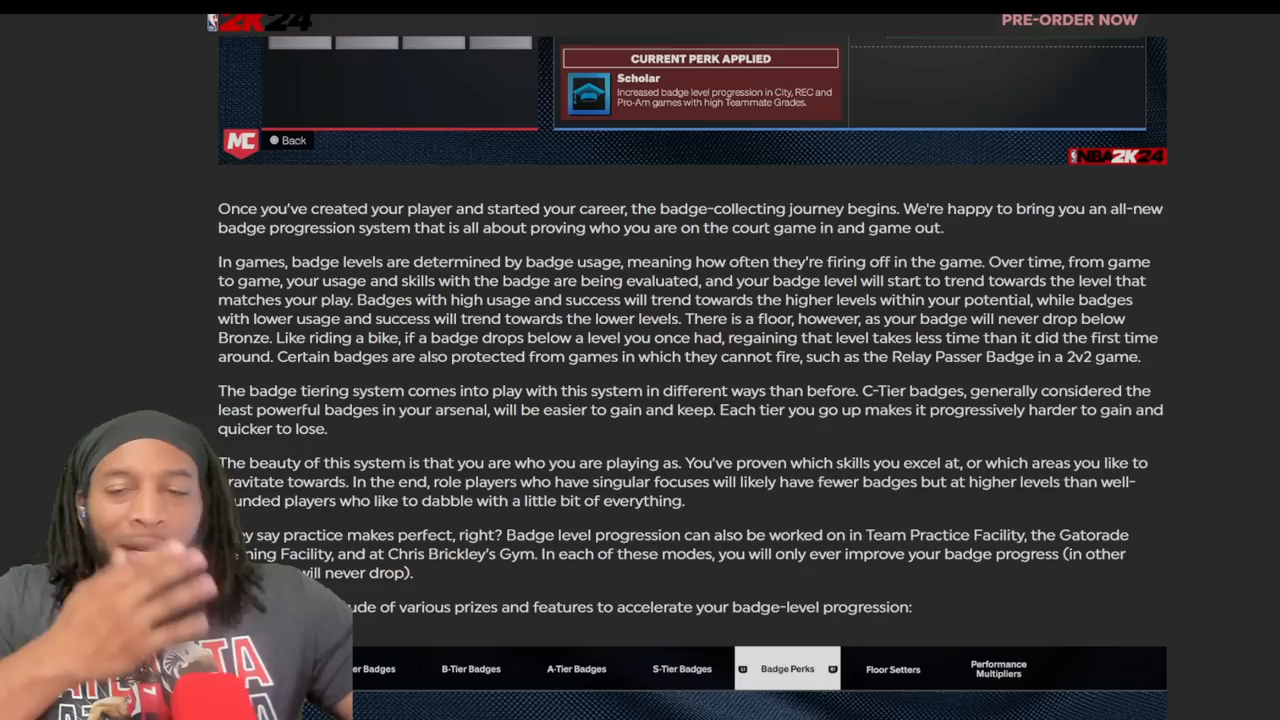 2K24
PRE-ORDER NOW
CURRENT PERK APPLIED
Scholar
Increased badge level progression in City, REC and
Pro-Am games with high Teammate Grades.
MC
Back
NBA2K24
Once you've created your player and started your career, the badge-collecting journey begins. We're happy to bring you an all-new
badge progression system that is all about proving who you are on the court game in and game out.
In games, badge levels are determined by badge usage, meaning how often they're firing off in the game. Over time, from game
to game, your usage and skills with the badge are being evaluated, and your badge level will start to trend towards the level that
matches your play. Badges with high usage and success will trend towards the higher levels within your potential, while badges
with lower usage and success will trend towards the lower levels. There is a floor, however, as your badge will never drop below
Bronze. Like riding a bike, if a badge drops below a level you once had, regaining that level takes less time than it did the first time
around. Certain badges are also protected from games in which they cannot fire, such as the Relay Passer Badge in a 2v2 game.
The badge tiering system comes into play with this system in different ways than before. C-Tier badges, generally considered the
least powerful badges in your arsenal, will be easier to gain and keep. Each tier you go up makes it progressively harder to gain and
quicker to lose.
The beauty of this system is that you are who you are playing as. You've proven which skills you excel at, or which areas you like to
ravitate towards. In the end, role players who have singular focuses will likely have fewer badges but at higher levels than well-
unded players who like to dabble with a little bit of everything.
y say practice makes perfect, right? Badge level progression can also be worked on in Team Practice Facility, the Gatorade
ning Facility, and at Chris Brickley's Gym. In each of these modes, you will only ever improve your badge progress (in other
will never drop).
ude of various prizes and features to accelerate your badge-level progression:
er Badges
B-Tier Badges
A-Tier Badges
S-Tier Badges
Badge Perks
Floor Setters
Performance
Multipliers